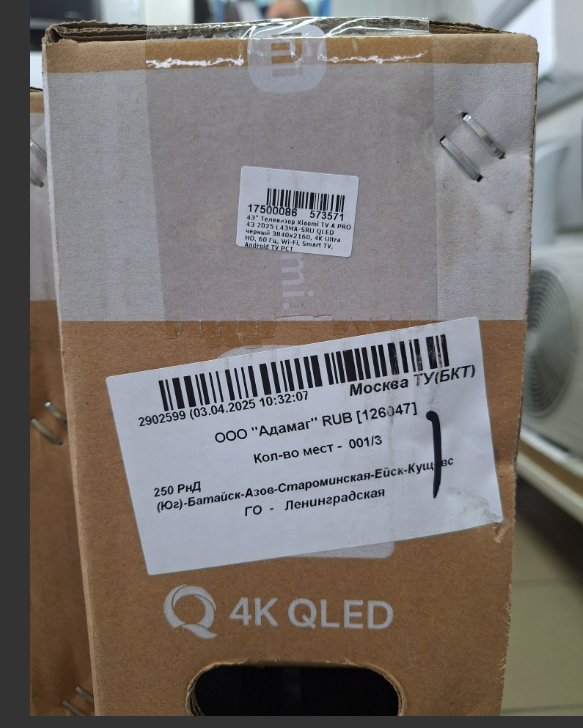 mi
17500086 573571
43" Телевизор Xiaomi TV A PRO
43 2025 L43MA-SRU QLED
черный 3840x2160, 4K Ultra
HD, 60 Гц, Wi-Fi, Smart TV,
Android TV РСТ
mi.
2902599 (03.04.2025 10:32:07
Москва ТУ(БКТ)
ООО "Адамаг" RUB [126047]
Кол-во мест - 001/3
250 РнД
(Юг)-Батайск-Азов-Староминская-Ейск-Кущевс
ГО - Ленинградская
4K QLED